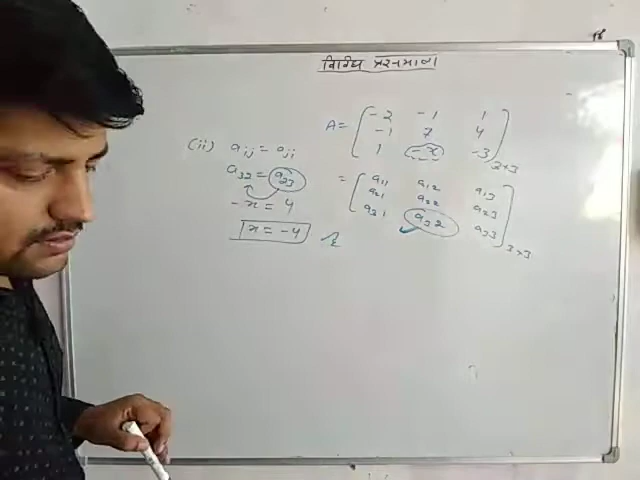 विविध प्रश्नमाला
A = [ -2 -1 1
-1 7 4
1 -x -3 ] 3×3
(ii) aij = aji
a32 = a23
-x = 4
x = -4
= [ a11 a12 a13
a21 a22 a23
a31 a32 a33 ] 3×3